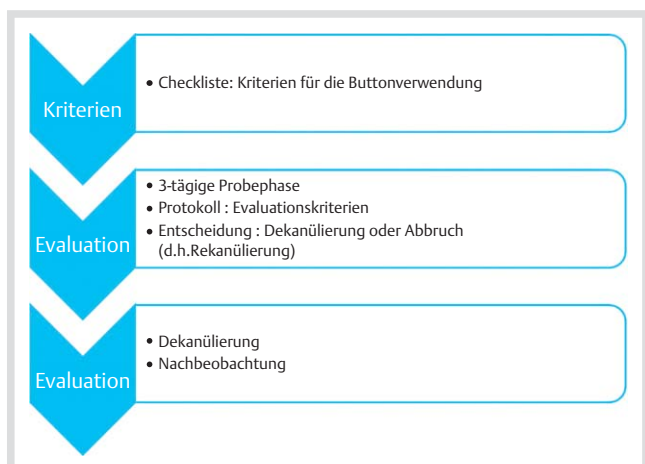 Kriterien
• Checkliste: Kriterien für die Buttonverwendung
Evaluation
• 3-tägige Probephase
• Protokoll : Evaluationskriterien
• Entscheidung : Dekanülierung oder Abbruch
(d.h.Rekanülierung)
Evaluation
• Dekanülierung
• Nachbeobachtung